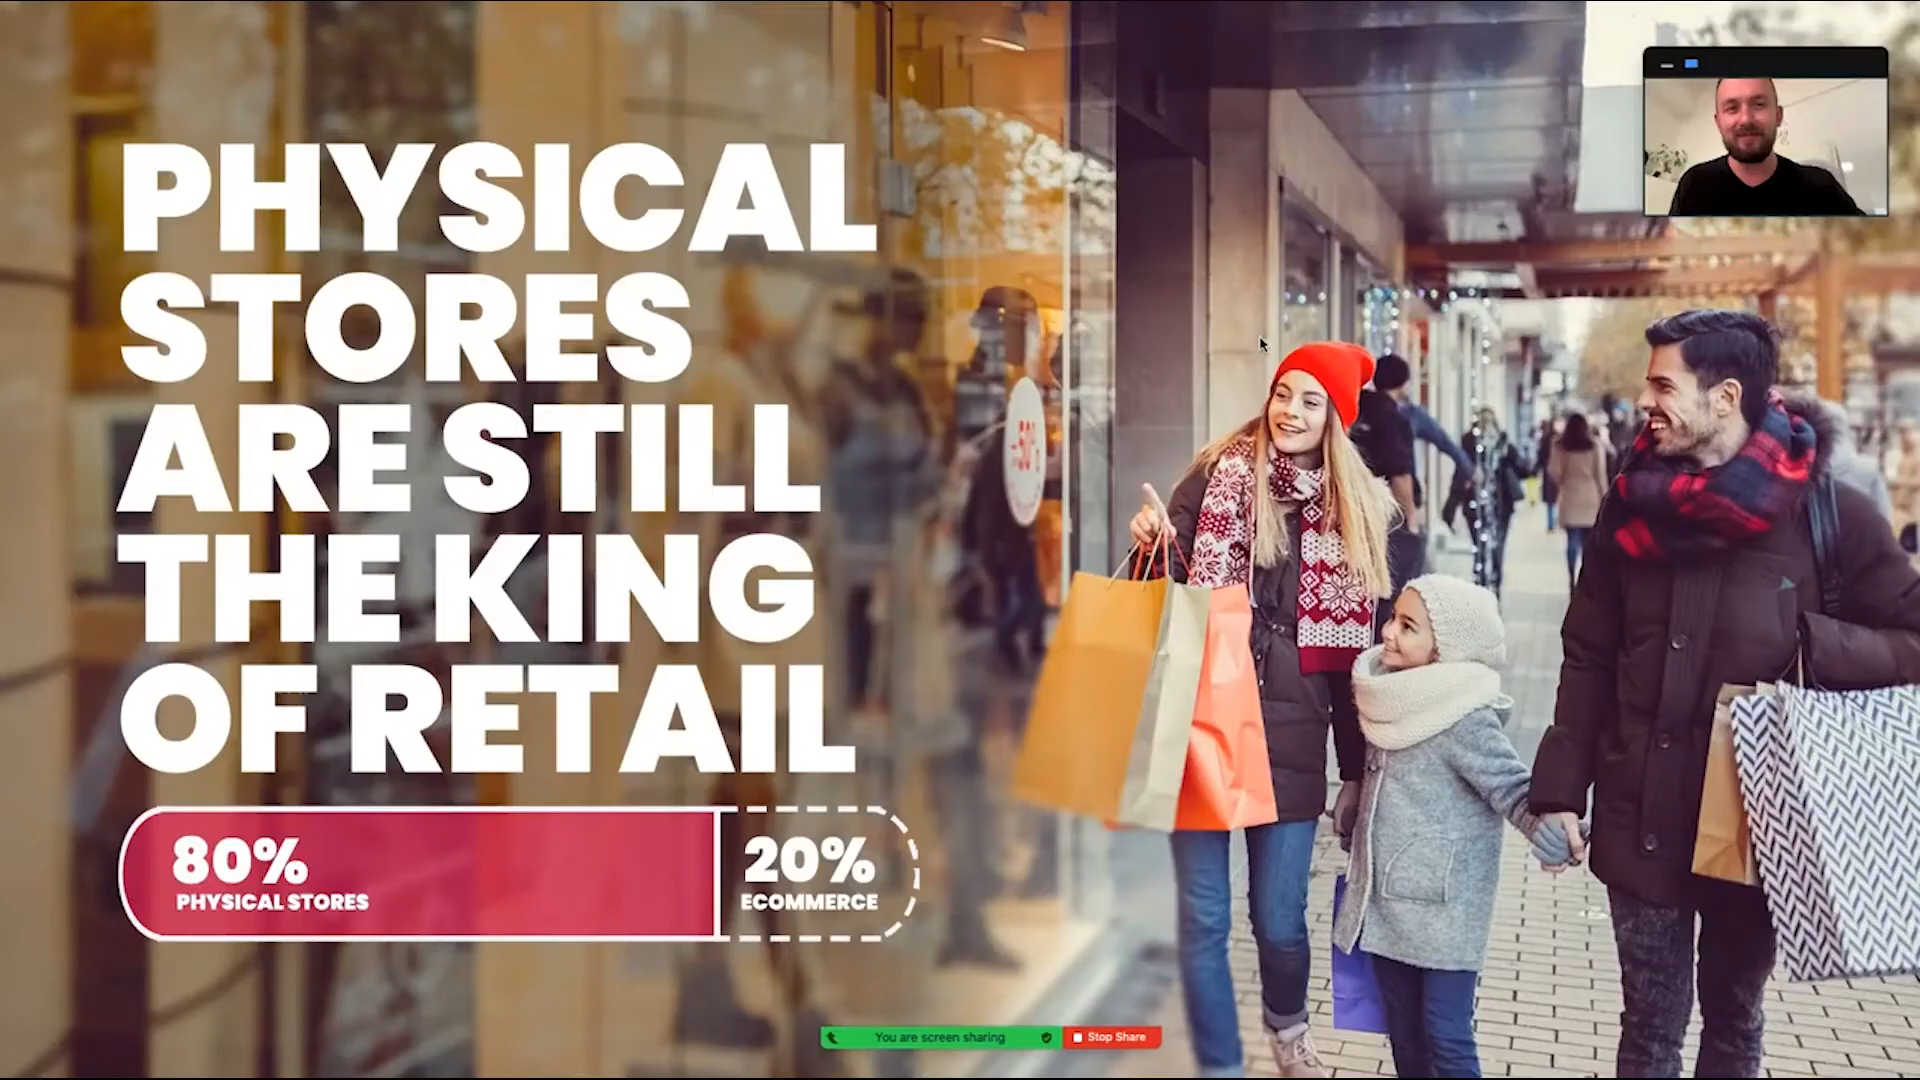 PHYSICAL
STORES
ARE STILL
THE KING
OF RETAIL
80%
PHYSICAL STORES
20%
ECOMMERCE
-50%
You are screen sharing
Stop Share